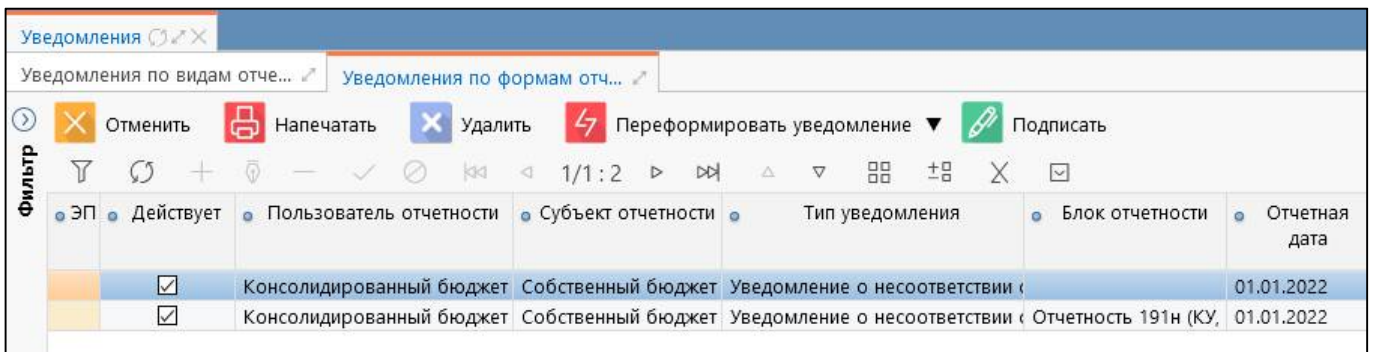 Уведомления
Уведомления по видам отче... Уведомления по формам отч...
Отменить Напечатать Удалить Переформировать уведомление Подписать
Фильтр
1/1 : 2
ЭП Действует Пользователь отчетности Субъект отчетности Тип уведомления Блок отчетности Отчетная
дата
Консолидированный бюджет Собственный бюджет Уведомление о несоответствии 01.01.2022
Консолидированный бюджет Собственный бюджет Уведомление о несоответствии Отчетность 191н (КУ, 01.01.2022